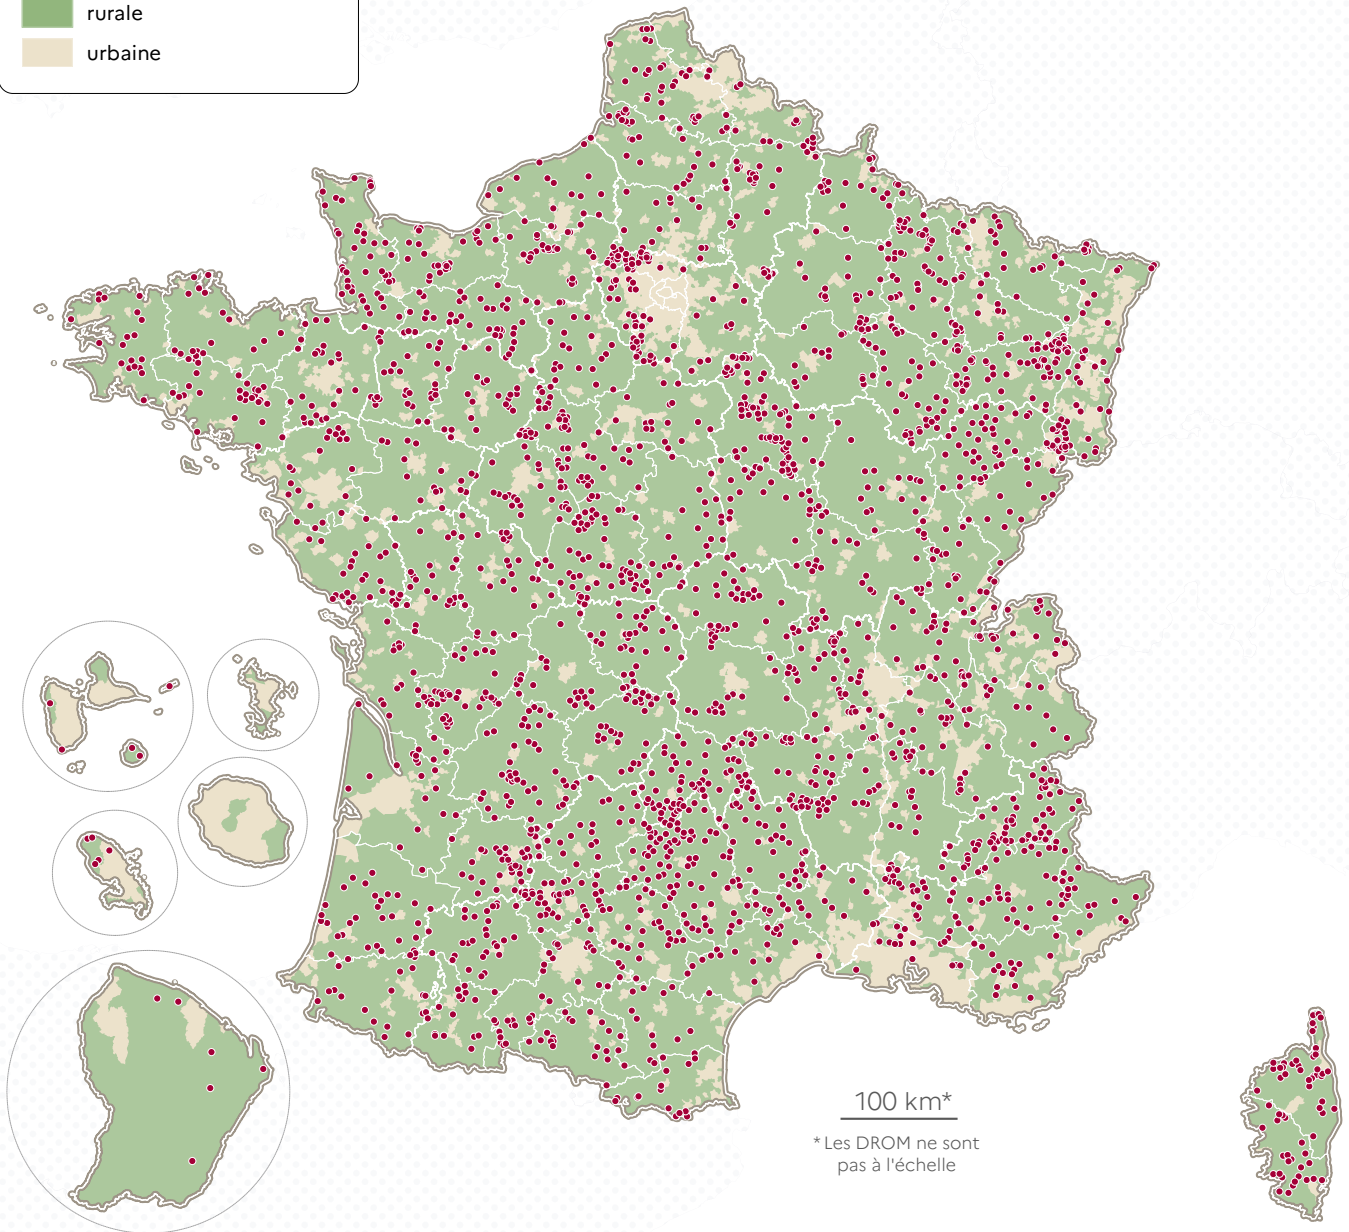 rurale
urbaine
100 km*
* Les DROM ne sont
pas à l'échelle